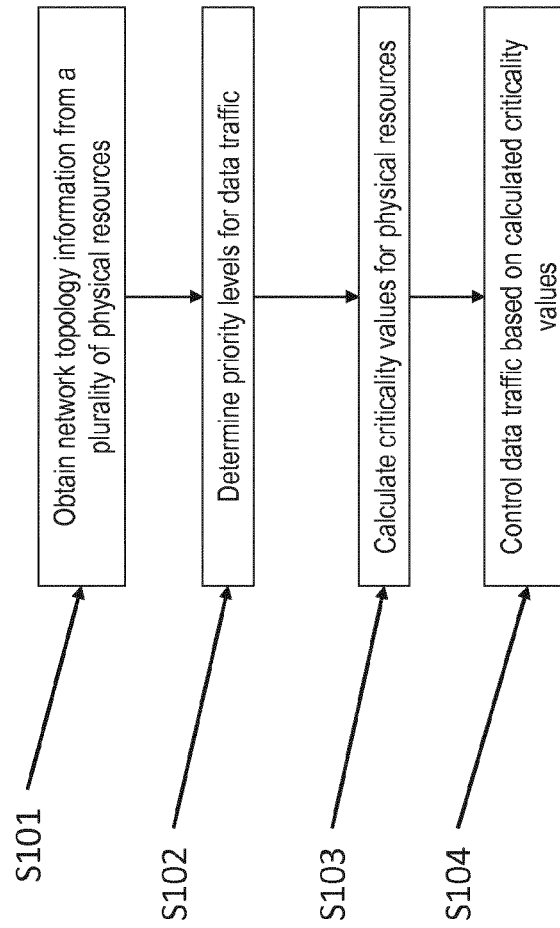 S101
Obtain network topology information from a
plurality of physical resources
S102
Determine priority levels for data traffic
S103
Calculate criticality values for physical resources
S104
Control data traffic based on calculated criticality
values